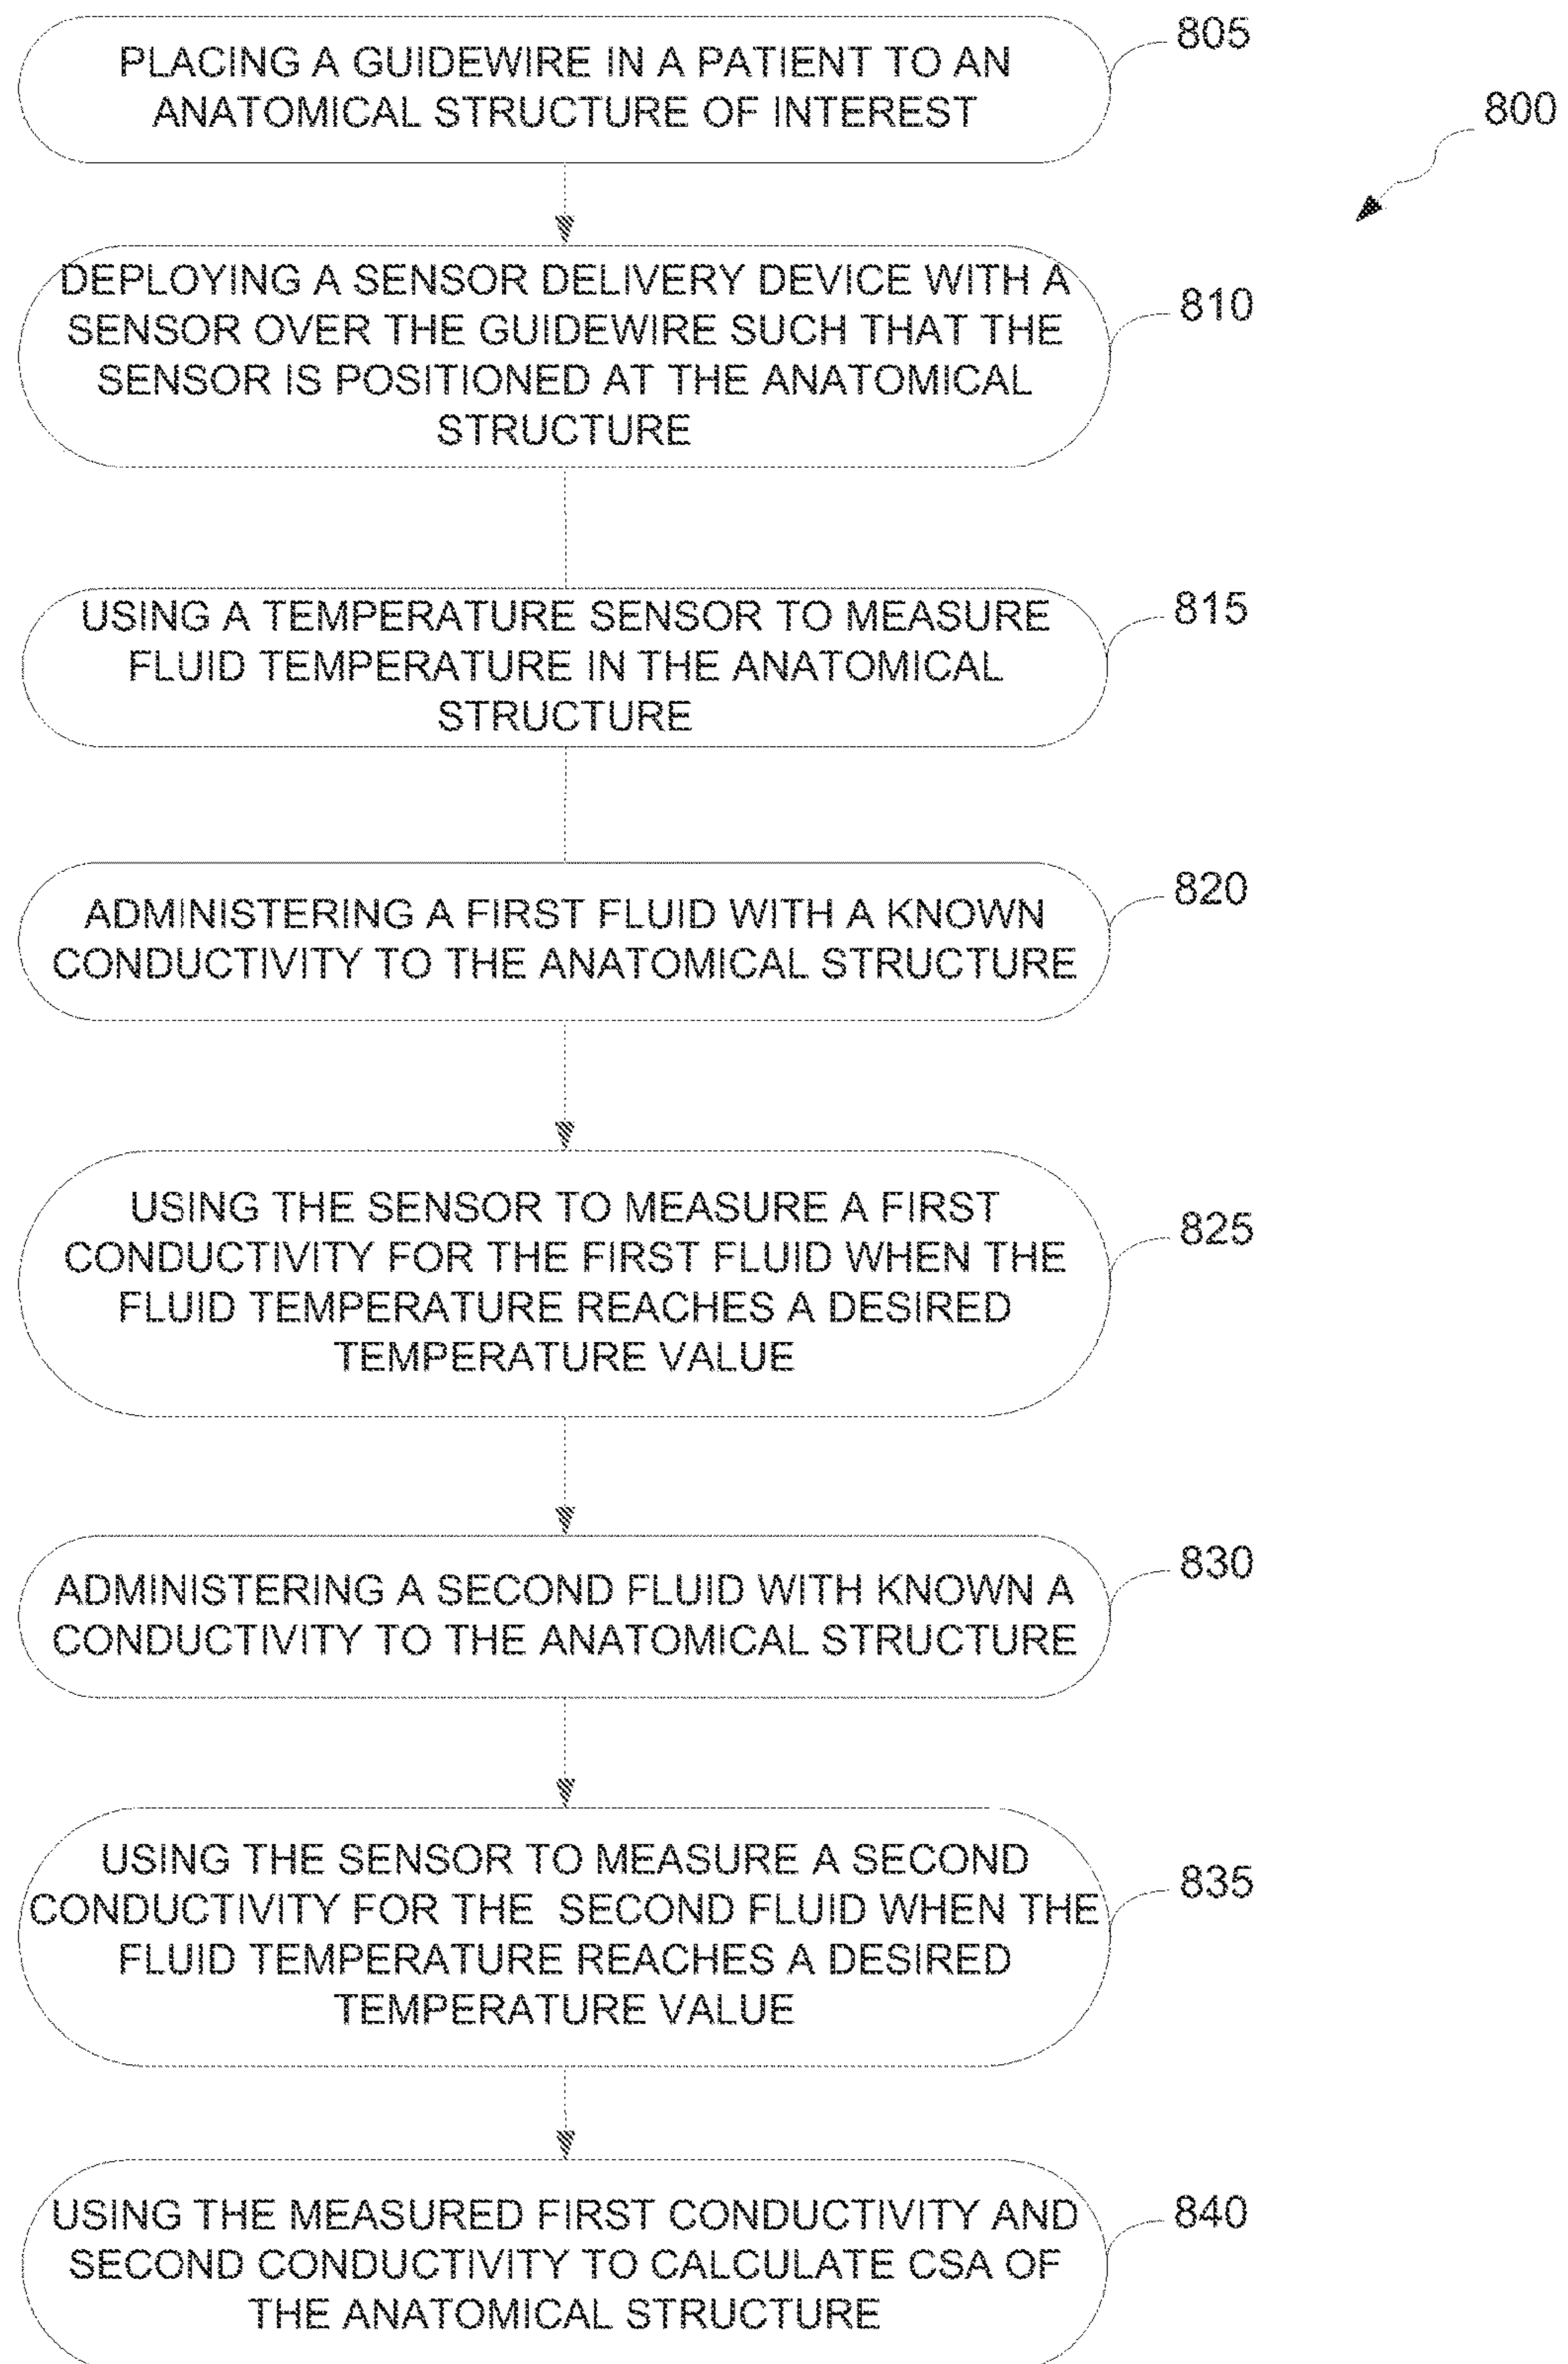 PLACING A GUIDEWIRE IN A PATIENT TO AN
ANATOMICAL STRUCTURE OF INTEREST
805
800
DEPLOYING A SENSOR DELIVERY DEVICE WITH A
SENSOR OVER THE GUIDEWIRE SUCH THAT THE
SENSOR IS POSITIONED AT THE ANATOMICAL
STRUCTURE
810
USING A TEMPERATURE SENSOR TO MEASURE
FLUID TEMPERATURE IN THE ANATOMICAL
STRUCTURE
815
ADMINISTERING A FIRST FLUID WITH A KNOWN
CONDUCTIVITY TO THE ANATOMICAL STRUCTURE
820
USING THE SENSOR TO MEASURE A FIRST
CONDUCTIVITY FOR THE FIRST FLUID WHEN THE
FLUID TEMPERATURE REACHES A DESIRED
TEMPERATURE VALUE
825
ADMINISTERING A SECOND FLUID WITH KNOWN A
CONDUCTIVITY TO THE ANATOMICAL STRUCTURE
830
USING THE SENSOR TO MEASURE A SECOND
CONDUCTIVITY FOR THE SECOND FLUID WHEN THE
FLUID TEMPERATURE REACHES A DESIRED
TEMPERATURE VALUE
835
USING THE MEASURED FIRST CONDUCTIVITY AND
SECOND CONDUCTIVITY TO CALCULATE CSA OF
THE ANATOMICAL STRUCTURE
840